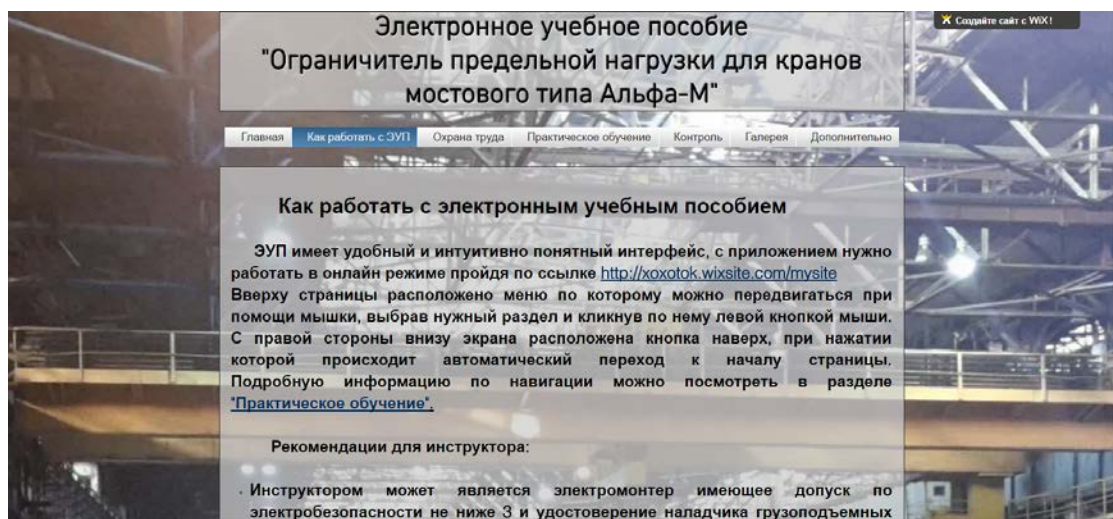 Электронное учебное пособие
"Ограничитель предельной нагрузки для кранов
мостового типа Альфа-М"
Создайте сайт с WiX!
Главная Как работать с ЭУП Охрана труда Практическое обучение Контроль Галерея Дополнительно
Как работать с электронным учебным пособием
ЭУП имеет удобный и интуитивно понятный интерфейс, с приложением нужно
работать в онлайн режиме пройдя по ссылке http://xoxotok.wixsite.com/mysite
Вверху страницы расположено меню по которому можно передвигаться при
помощи мышки, выбрав нужный раздел и кликнув по нему левой кнопкой мыши.
С правой стороны внизу экрана расположена кнопка наверх, при нажатии
которой происходит автоматический переход к началу страницы.
Подробную информацию по навигации можно посмотреть в разделе
"Практическое обучение".
Рекомендации для инструктора:
• Инструктором может является электромонтер имеющее допуск по
электробезопасности не ниже 3 и удостоверение наладчика грузоподъемных